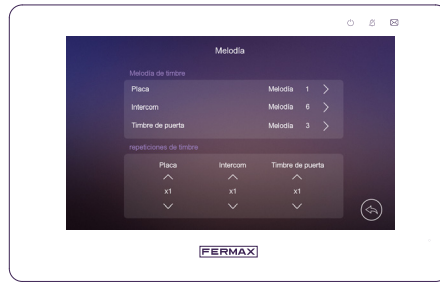 Melodía
Melodía de timbre
Placa Melodía 1
Intercom Melodía 6
Timbre de puerta Melodía 3
repeticiones de timbre
Placa Intercom Timbre de puerta
x1 x1 x1
FERMAX